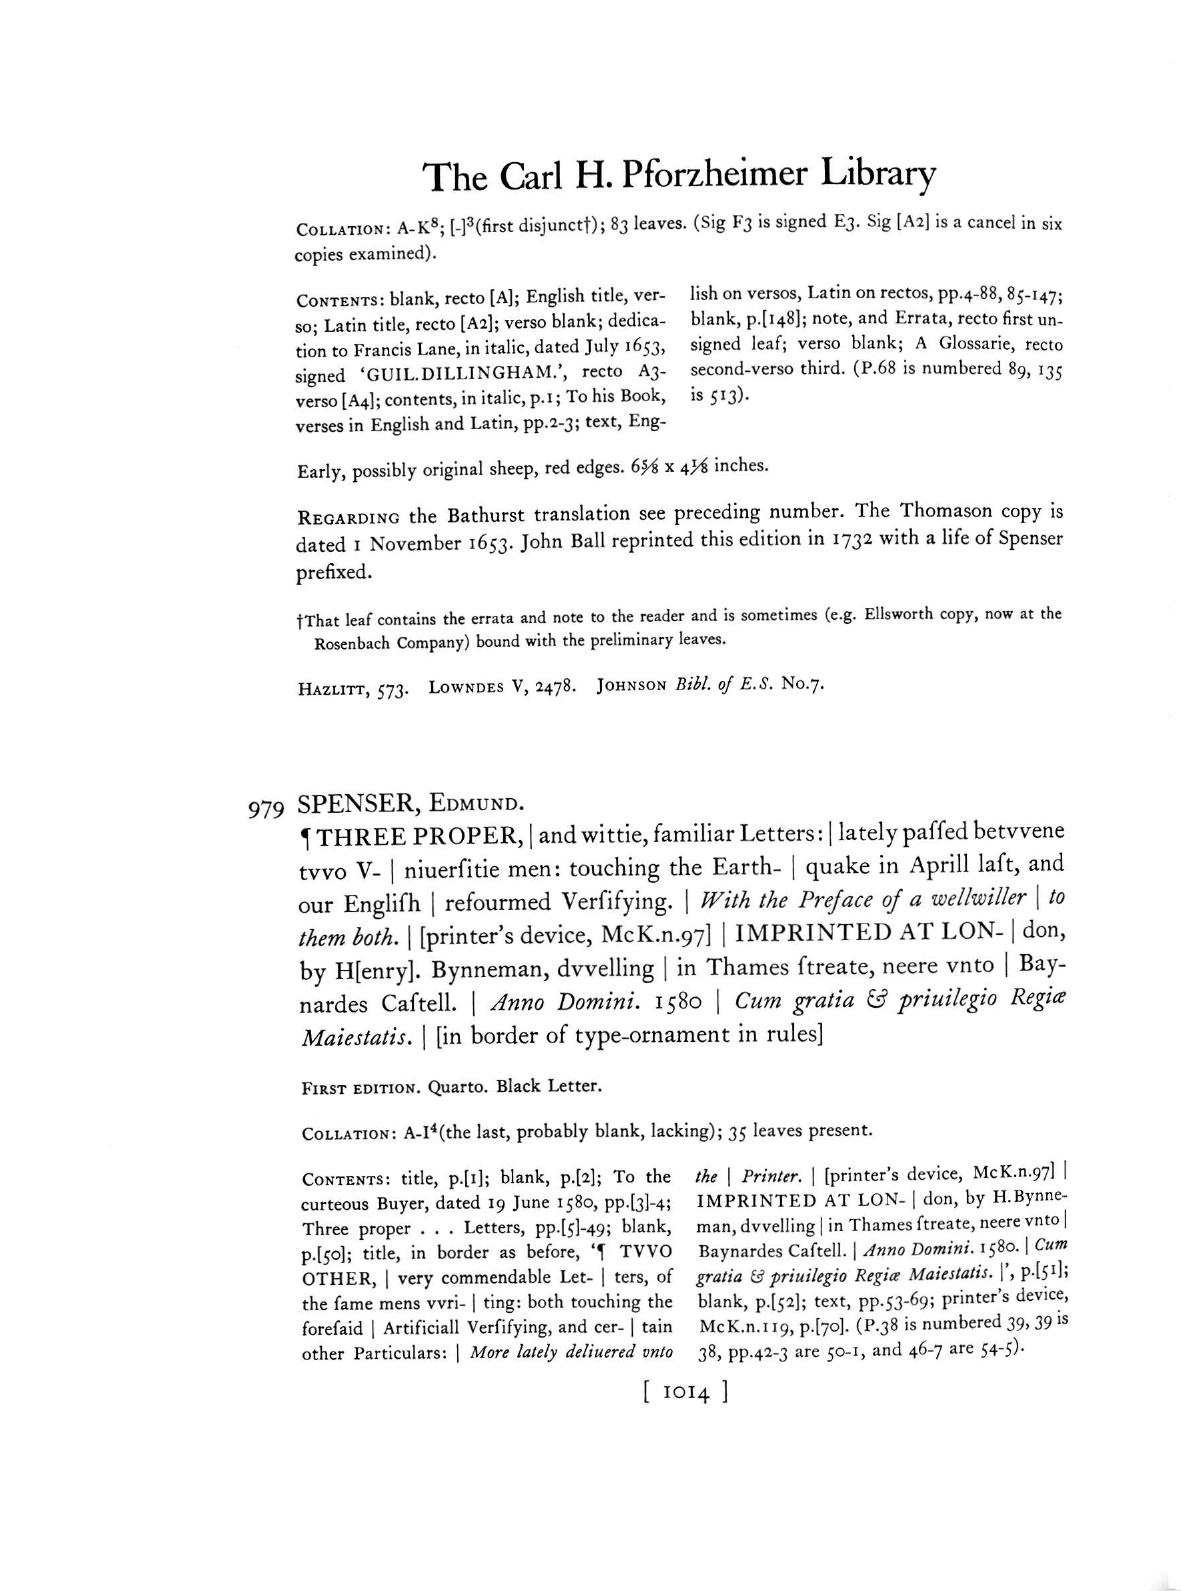 The Carl H. Pforzheimer Library
COLLATION: A-K⁸; [-]³(first disjunct†); 83 leaves. (Sig F3 is signed E3. Sig [A2] is a cancel in six
copies examined).
CONTENTS: blank, recto [A]; English title, ver-
so; Latin title, recto [A2]; verso blank; dedica-
tion to Francis Lane, in italic, dated July 1653,
signed ‘GUIL.DILLINGHAM.’, recto A3-
verso [A4]; contents, in italic, p.1; To his Book,
verses in English and Latin, pp.2-3; text, Eng-
lish on versos, Latin on rectos, pp.4-88, 85-147;
blank, p.[148]; note, and Errata, recto first un-
signed leaf; verso blank; A Glossarie, recto
second-verso third. (P.68 is numbered 89, 135
is 513).
Early, possibly original sheep, red edges. 6⅝ x 4⅛ inches.
REGARDING the Bathurst translation see preceding number. The Thomason copy is
dated 1 November 1653. John Ball reprinted this edition in 1732 with a life of Spenser
prefixed.
†That leaf contains the errata and note to the reader and is sometimes (e.g. Ellsworth copy, now at the
Rosenbach Company) bound with the preliminary leaves.
HAZLITT, 573. LOWNDES V, 2478. JOHNSON Bibl. of E.S. No.7.
979 SPENSER, EDMUND.
¶ THREE PROPER, | and wittie, familiar Letters: | lately paſſed betvvene
tvvo V- | niuerſitie men: touching the Earth- | quake in Aprill laſt, and
our Engliſh | refourmed Verſifying. | With the Preface of a wellwiller | to
them both. | [printer’s device, McK.n.97] | IMPRINTED AT LON- | don,
by H[enry]. Bynneman, dvvelling | in Thames ſtreate, neere vnto | Bay-
nardes Caſtell. | Anno Domini. 1580 | Cum gratia & priuilegio Regiæ
Maiestatis. | [in border of type-ornament in rules]
FIRST EDITION. Quarto. Black Letter.
COLLATION: A-I⁴(the last, probably blank, lacking); 35 leaves present.
CONTENTS: title, p.[1]; blank, p.[2]; To the
curteous Buyer, dated 19 June 1580, pp.[3]-4;
Three proper . . . Letters, pp.[5]-49; blank,
p.[50]; title, in border as before, ‘¶ TVVO
OTHER, | very commendable Let- | ters, of
the ſame mens vvri- | ting: both touching the
foreſaid | Artificiall Verſifying, and cer- | tain
other Particulars: | More lately deliuered vnto
the | Printer. | [printer’s device, McK.n.97] |
IMPRINTED AT LON- | don, by H.Bynne-
man, dvvelling | in Thames ſtreate, neere vnto |
Baynardes Caſtell. | Anno Domini. 1580. | Cum
gratia & priuilegio Regiæ Maiestatis. |’, p.[51];
blank, p.[52]; text, pp.53-69; printer’s device,
McK.n.119, p.[70]. (P.38 is numbered 39, 39 is
38, pp.42-3 are 50-1, and 46-7 are 54-5).
[ 1014 ]